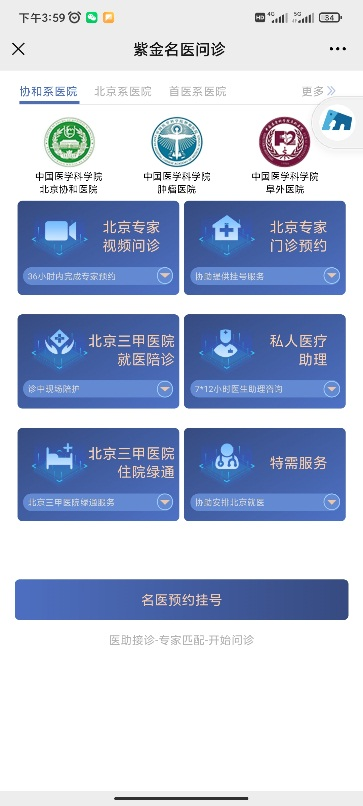 下午3:59
HD 4G 5G 34
紫金名医问诊
协和系医院 北京系医院 首医系医院 更多
中国医学科学院 中国医学科学院 中国医学科学院
北京协和医院 肿瘤医院 阜外医院
北京专家
视频问诊
36小时内完成专家预约
北京专家
门诊预约
协助提供挂号服务
北京三甲医院
就医陪诊
诊中现场陪护
私人医疗
助理
7*12小时医生助理咨询
北京三甲医院
住院绿通
北京三甲医院绿通服务
特需服务
协助安排北京就医
名医预约挂号
医助接诊-专家匹配-开始问诊